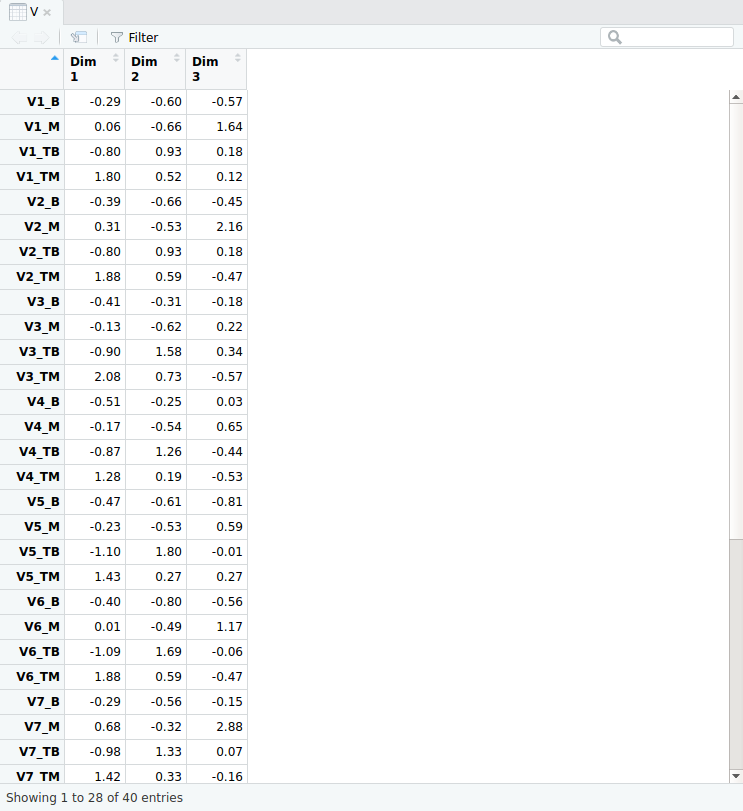 V
Filter
Dim 1 Dim 2 Dim 3
V1_B -0.29 -0.60 -0.57
V1_M 0.06 -0.66 1.64
V1_TB -0.80 0.93 0.18
V1_TM 1.80 0.52 0.12
V2_B -0.39 -0.66 -0.45
V2_M 0.31 -0.53 2.16
V2_TB -0.80 0.93 0.18
V2_TM 1.88 0.59 -0.47
V3_B -0.41 -0.31 -0.18
V3_M -0.13 -0.62 0.22
V3_TB -0.90 1.58 0.34
V3_TM 2.08 0.73 -0.57
V4_B -0.51 -0.25 0.03
V4_M -0.17 -0.54 0.65
V4_TB -0.87 1.26 -0.44
V4_TM 1.28 0.19 -0.53
V5_B -0.47 -0.61 -0.81
V5_M -0.23 -0.53 0.59
V5_TB -1.10 1.80 -0.01
V5_TM 1.43 0.27 0.27
V6_B -0.40 -0.80 -0.56
V6_M 0.01 -0.49 1.17
V6_TB -1.09 1.69 -0.06
V6_TM 1.88 0.59 -0.47
V7_B -0.29 -0.56 -0.15
V7_M 0.68 -0.32 2.88
V7_TB -0.98 1.33 0.07
V7_TM 1.42 0.33 -0.16
Showing 1 to 28 of 40 entries